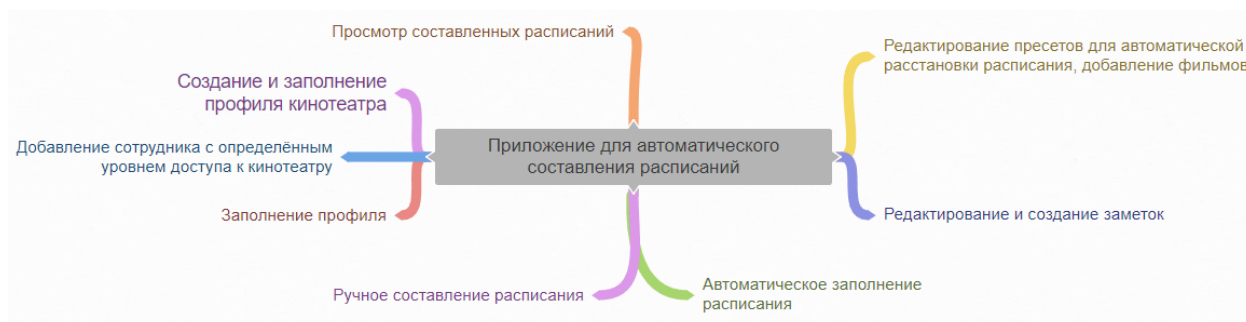 Просмотр составленных расписаний
Редактирование пресетов для автоматической
расстановки расписания, добавление фильмов
Создание и заполнение
профиля кинотеатра
Добавление сотрудника с определённым
уровнем доступа к кинотеатру
Приложение для автоматического
составления расписаний
Заполнение профиля
Редактирование и создание заметок
Ручное составление расписания
Автоматическое заполнение
расписания